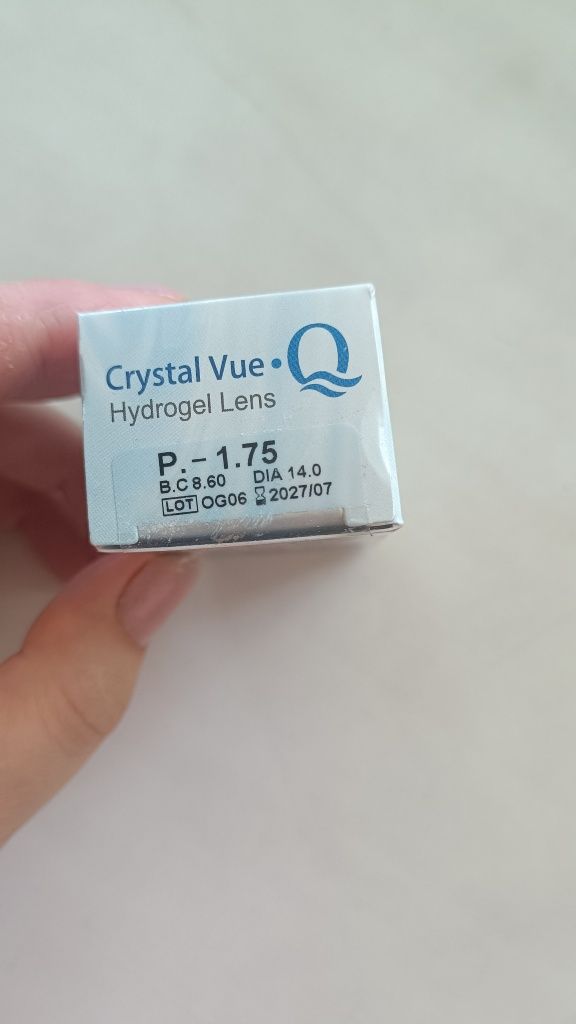 Crystal Vue • Q
Hydrogel Lens
P. - 1.75
B.C 8.60 DIA 14.0
LOT OG06 2027/07